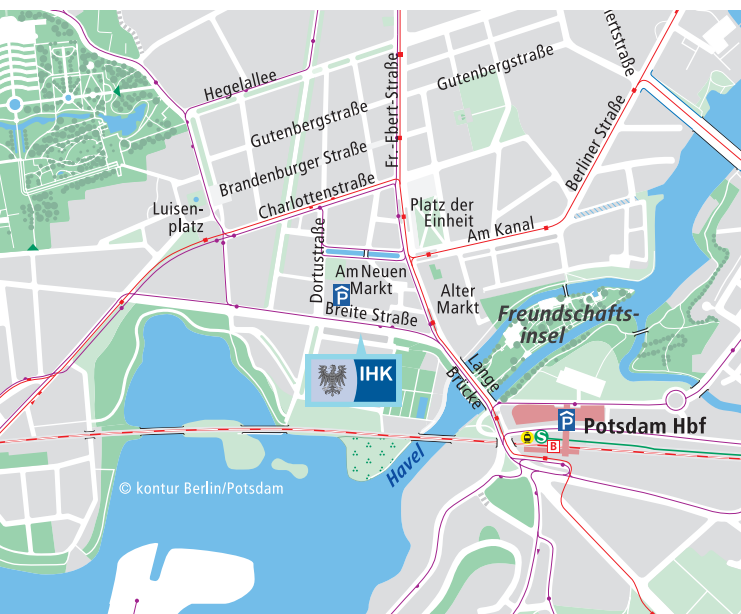 Hegelallee
Gutenbergstraße
ertstraße
Gutenbergstraße
Fr.-Ebert-Straße
Brandenburger Straße
Berliner Straße
Charlottenstraße
Luisen-
platz
Platz der
Einheit
Am Kanal
Dortustraße
Am Neuen
Markt
P
Alter
Markt
Breite Straße
Freundschafts-
insel
IHK
Lange
Brücke
P
Potsdam Hbf
S
B
Havel
© kontur Berlin/Potsdam